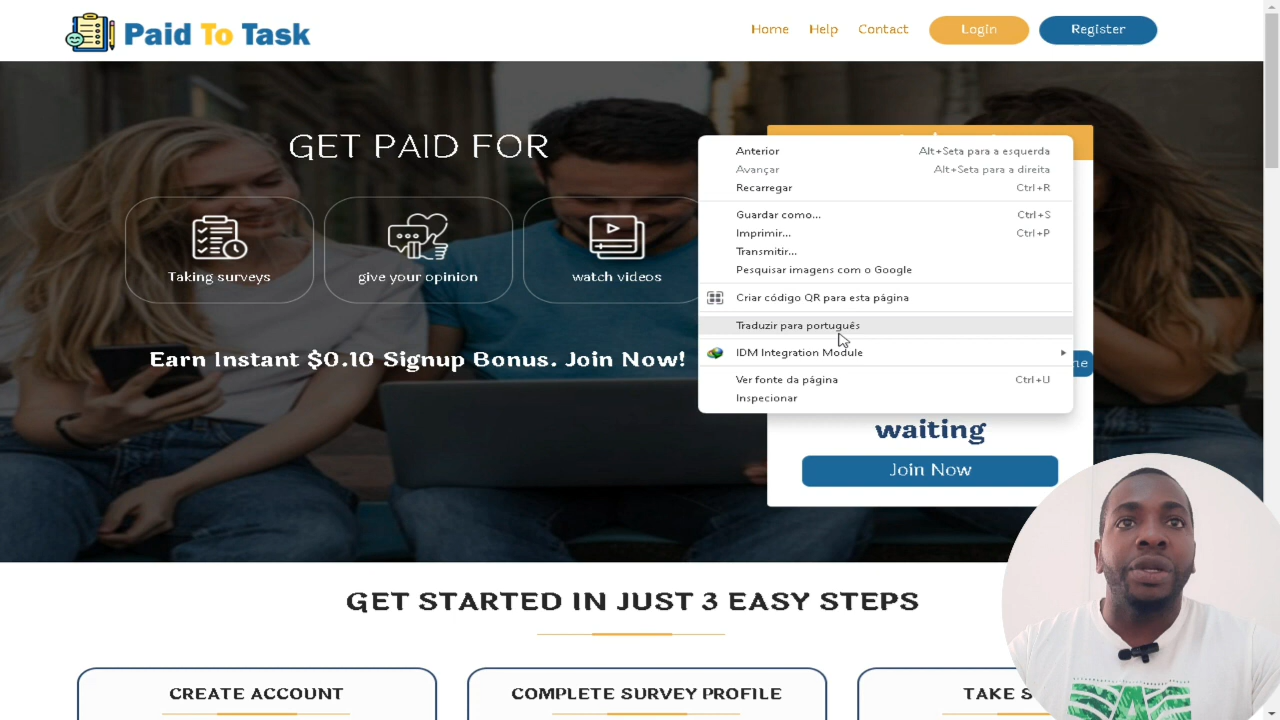 Paid To Task
Home Help Contact Login Register
GET PAID FOR
Taking surveys
give your opinion
watch videos
Earn Instant $0.10 Signup Bonus. Join Now!
Anterior Alt+Seta para a esquerda
Avançar Alt+Seta para a direita
Recarregar Ctrl+R
Guardar como... Ctrl+S
Imprimir... Ctrl+P
Transmitir...
Pesquisar imagens com o Google
Criar código QR para esta página
Traduzir para português
IDM Integration Module
Ver fonte da página Ctrl+U
Inspecionar
waiting
Join Now
GET STARTED IN JUST 3 EASY STEPS
CREATE ACCOUNT
COMPLETE SURVEY PROFILE
TAKE